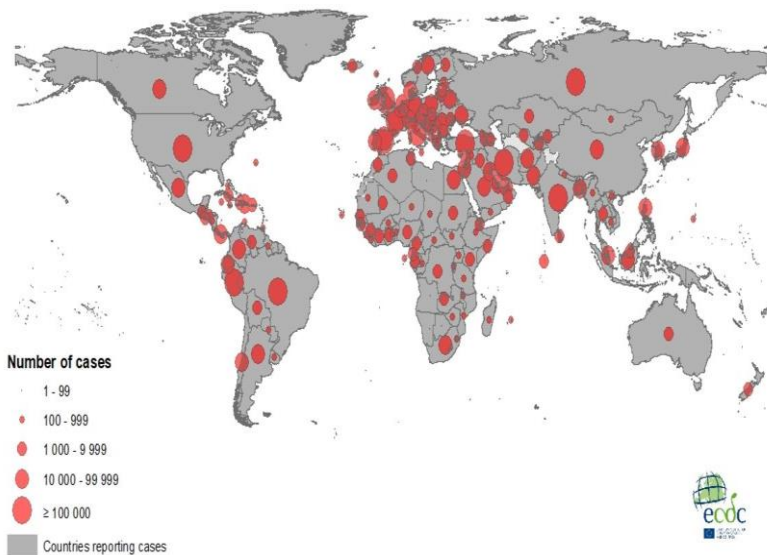 Number of cases
1 - 99
100 - 999
1 000 - 9 999
10 000 - 99 999
≥ 100 000
Countries reporting cases
ecdc